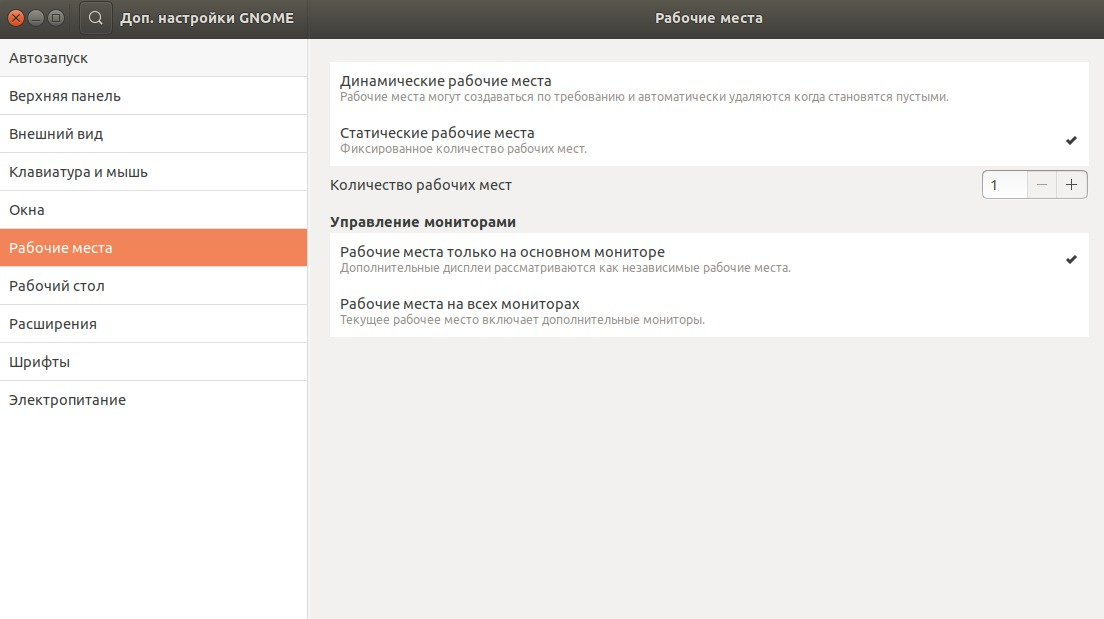 Доп. настройки GNOME
Рабочие места
Автозапуск
Верхняя панель
Внешний вид
Клавиатура и мышь
Окна
Рабочие места
Рабочий стол
Расширения
Шрифты
Электропитание
Динамические рабочие места
Рабочие места могут создаваться по требованию и автоматически удаляются когда становятся пустыми.
Статические рабочие места
Фиксированное количество рабочих мест.
Количество рабочих мест
1
Управление мониторами
Рабочие места только на основном мониторе
Дополнительные дисплеи рассматриваются как независимые рабочие места.
Рабочие места на всех мониторах
Текущее рабочее место включает дополнительные мониторы.